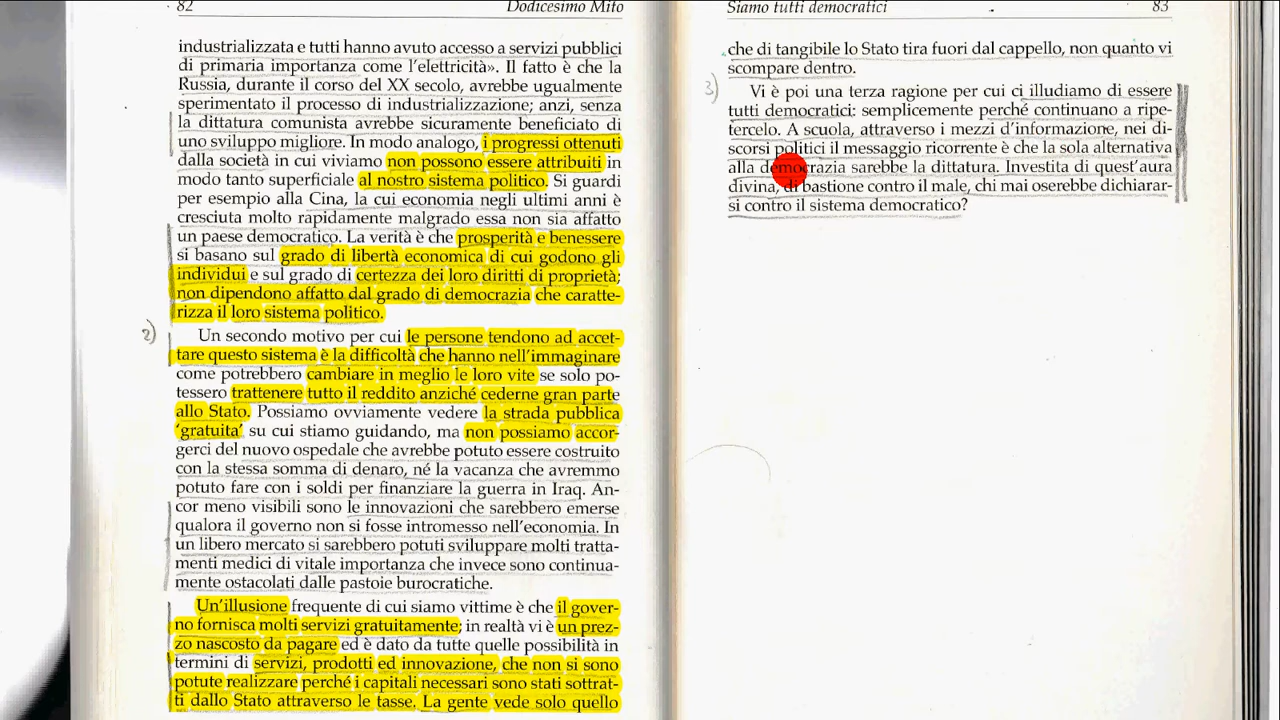 82
Dodicesimo Mito
industrializzata e tutti hanno avuto accesso a servizi pubblici
di primaria importanza come l'elettricità». Il fatto è che la
Russia, durante il corso del XX secolo, avrebbe ugualmente
sperimentato il processo di industrializzazione; anzi, senza
la dittatura comunista avrebbe sicuramente beneficiato di
uno sviluppo migliore. In modo analogo, i progressi ottenuti
dalla società in cui viviamo non possono essere attribuiti in
modo tanto superficiale al nostro sistema politico. Si guardi
per esempio alla Cina, la cui economia negli ultimi anni è
cresciuta molto rapidamente malgrado essa non sia affatto
un paese democratico. La verità è che prosperità e benessere
si basano sul grado di libertà economica di cui godono gli
individui e sul grado di certezza dei loro diritti di proprietà;
non dipendono affatto dal grado di democrazia che caratte-
rizza il loro sistema politico.
2)
Un secondo motivo per cui le persone tendono ad accet-
tare questo sistema è la difficoltà che hanno nell'immaginare
come potrebbero cambiare in meglio le loro vite se solo po-
tessero trattenere tutto il reddito anziché cederne gran parte
allo Stato. Possiamo ovviamente vedere la strada pubblica
'gratuita' su cui stiamo guidando, ma non possiamo accor-
gerci del nuovo ospedale che avrebbe potuto essere costruito
con la stessa somma di denaro, né la vacanza che avremmo
potuto fare con i soldi per finanziare la guerra in Iraq. An-
cor meno visibili sono le innovazioni che sarebbero emerse
qualora il governo non si fosse intromesso nell'economia. In
un libero mercato si sarebbero potuti sviluppare molti tratta-
menti medici di vitale importanza che invece sono continua-
mente ostacolati dalle pastoie burocratiche.
Un'illusione frequente di cui siamo vittime è che il gover-
no fornisca molti servizi gratuitamente; in realtà vi è un prez-
zo nascosto da pagare ed è dato da tutte quelle possibilità in
termini di servizi, prodotti ed innovazione, che non si sono
potute realizzare perché i capitali necessari sono stati sottrat-
ti dallo Stato attraverso le tasse. La gente vede solo quello
Siamo tutti democratici
83
che di tangibile lo Stato tira fuori dal cappello, non quanto vi
scompare dentro.
3)
Vi è poi una terza ragione per cui ci illudiamo di essere
tutti democratici: semplicemente perché continuano a ripe-
tercelo. A scuola, attraverso i mezzi d'informazione, nei di-
scorsi politici il messaggio ricorrente è che la sola alternativa
alla democrazia sarebbe la dittatura. Investita di quest'aura
divina, di bastione contro il male, chi mai oserebbe dichiarar-
si contro il sistema democratico?